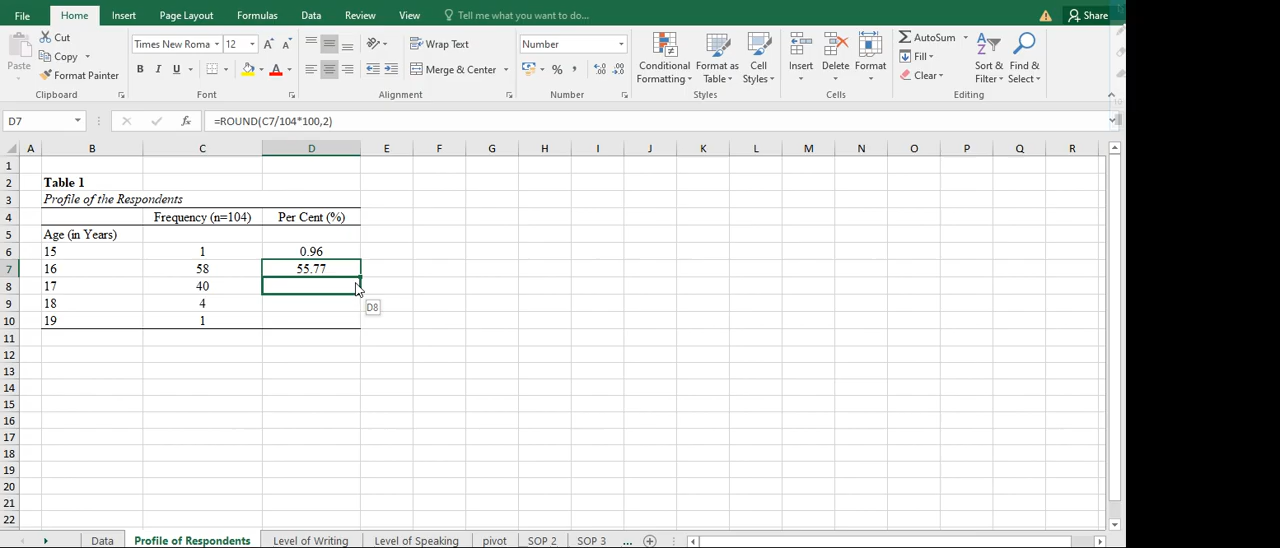 File Home Insert Page Layout Formulas Data Review View Tell me what you want to do... Share
Paste Cut Copy Format Painter Clipboard
Times New Roma 12 A A B I U A Font
Wrap Text Merge & Center Alignment
Number % , Number
Conditional Formatting Format as Table Cell Styles Styles
Insert Delete Format Cells
AutoSum Fill Clear Sort & Filter Find & Select Editing
D7 fx =ROUND(C7/104*100,2)
A B C D E F G H I J K L M N O P Q R
1
2 Table 1
3 Profile of the Respondents
4 Frequency (n=104) Per Cent (%)
5 Age (in Years)
6 15 1 0.96
7 16 58 55.77
8 17 40
9 18 4 D8
10 19 1
11
12
13
14
15
16
17
18
19
20
21
22
Data Profile of Respondents Level of Writing Level of Speaking pivot SOP 2 SOP 3 ...